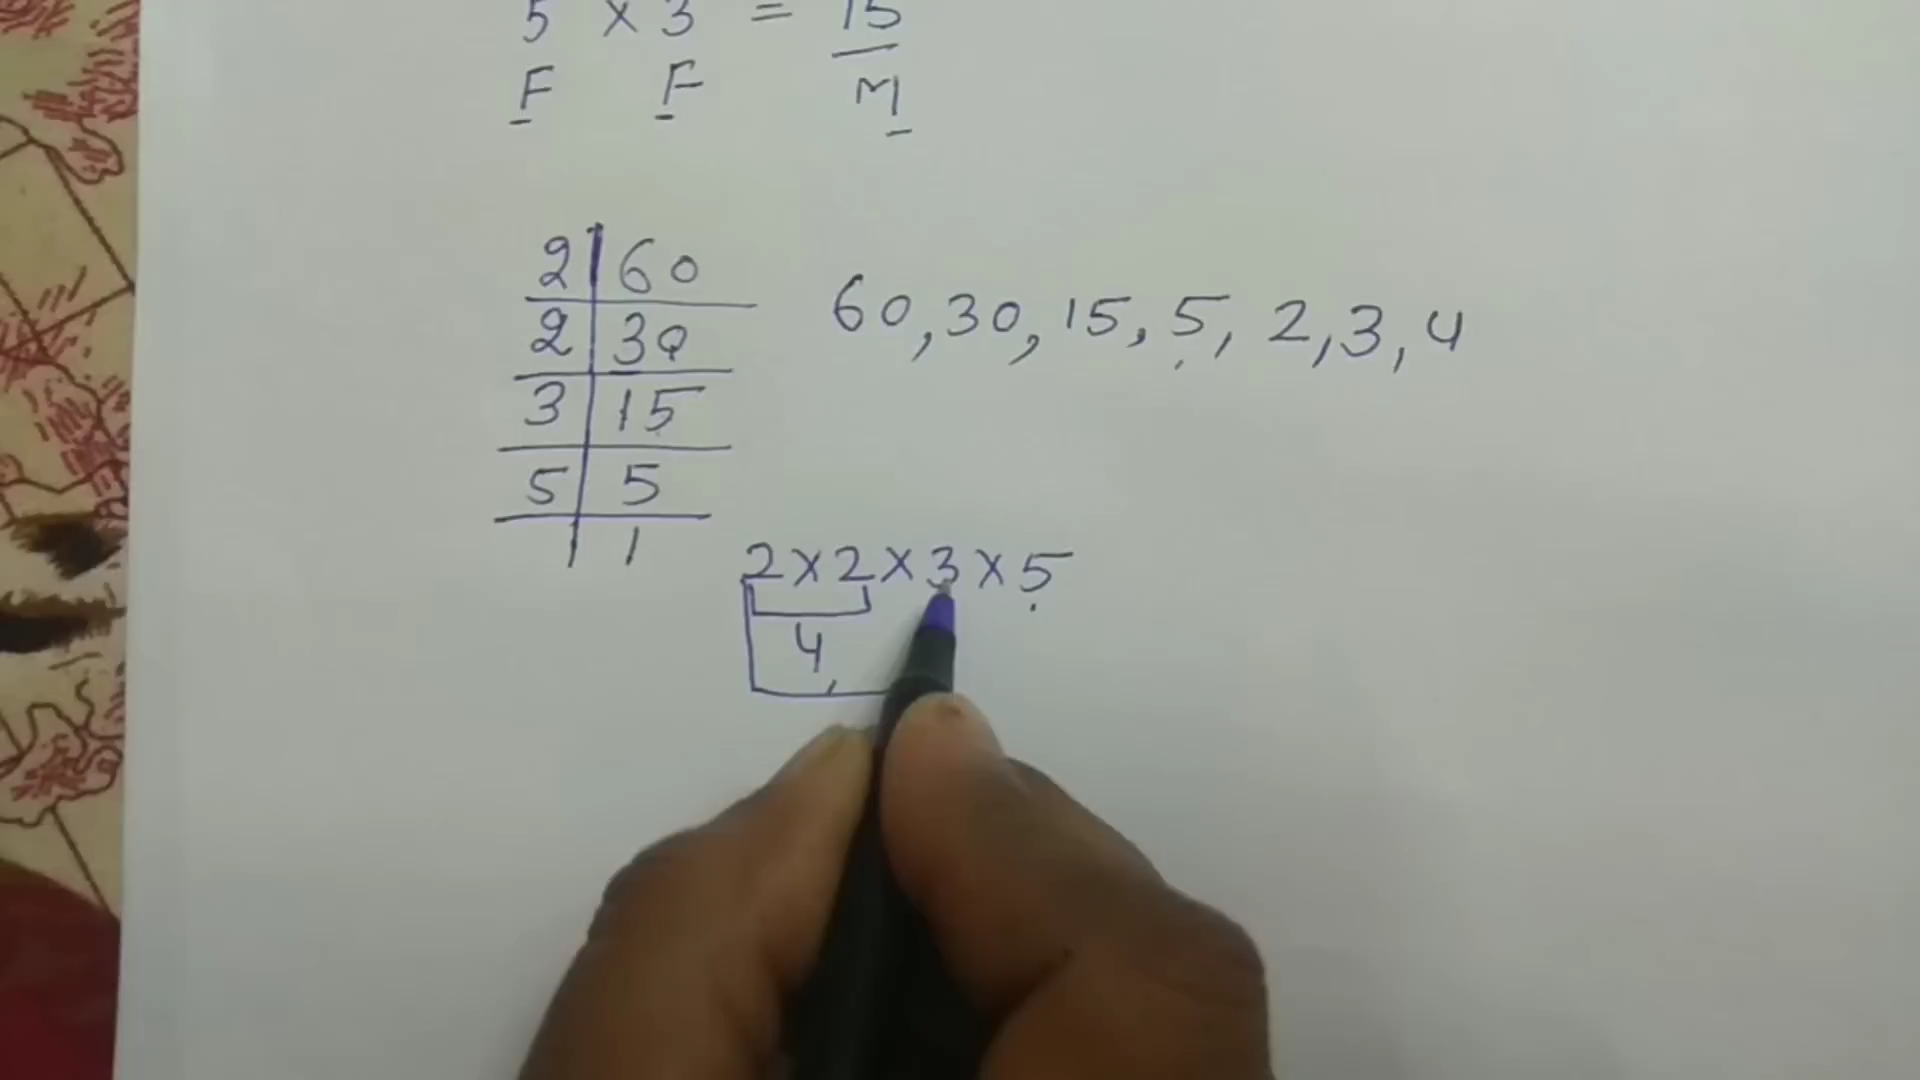 5 × 3 = 15
F F M
2 | 60
2 | 30
3 | 15
5 | 5
1 | 1
60, 30, 15, 5, 2, 3, 4
2 × 2 × 3 × 5
4,